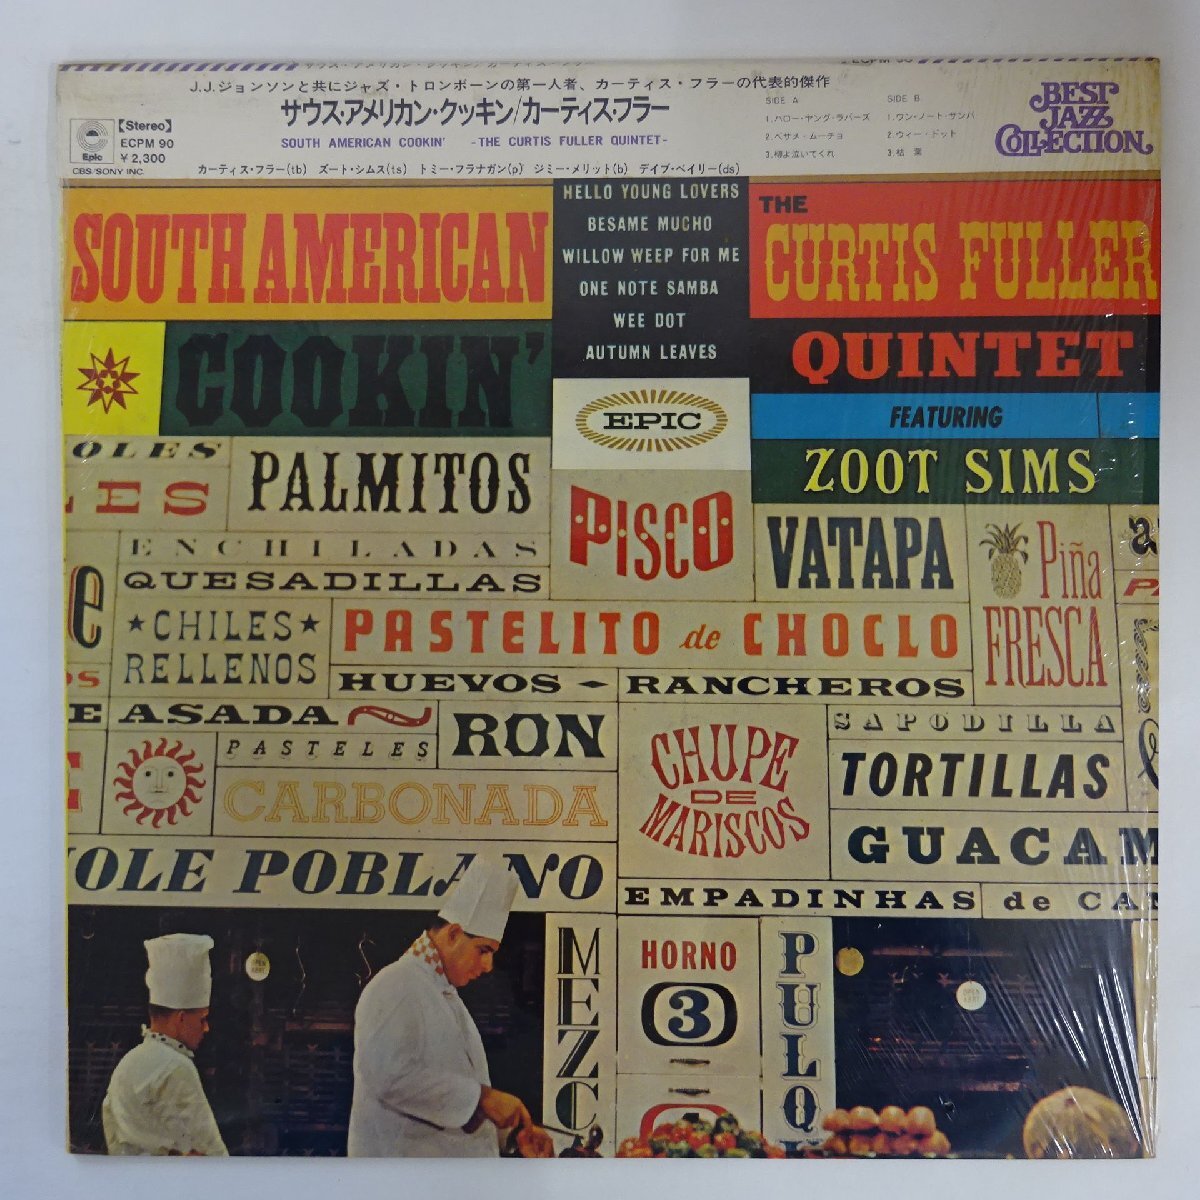 J.J.ジョンソンと共にジャズ・トロンボーンの第一人者、カーティス・フラーの代表的傑作
サウス・アメリカン・クッキン/カーティス・フラー
SOUTH AMERICAN COOKIN' -THE CURTIS FULLER QUINTET-
カーティス・フラー(tb) ズート・シムス(ts) トミー・フラナガン(p) ジミー・メリット(b) デイブ・ベイリー(ds)
Epic
【Stereo】
ECPM 90
¥2,300
CBS/SONY INC.
SIDE A
1.ハロー・ヤング・ラバーズ
2.ベサメ・ムーチョ
3.柳よ泣いてくれ
SIDE B
1.ワン・ノート・サンバ
2.ウィー・ドット
3.枯葉
BEST
JAZZ
COLLECTION
SOUTH AMERICAN
COOKIN'
HELLO YOUNG LOVERS
BESAME MUCHO
WILLOW WEEP FOR ME
ONE NOTE SAMBA
WEE DOT
AUTUMN LEAVES
EPIC
THE
CURTIS FULLER
QUINTET
FEATURING
ZOOT SIMS
OLES
LES
PALMITOS
PISCO
VATAPA
Piña
FRESCA
ENCHILADAS
QUESADILLAS
e
★CHILES★
RELLENOS
PASTELITO de CHOCLO
OS
HUEVOS - RANCHEROS
E ASADA
PASTELES
RON
CARBONADA
CHUPE
DE
MARISCOS
SAPODILLA
TORTILLAS
GUACAM
OLE POBLANO
EMPADINHAS de CAM
MEZC
HORNO
3
PULQ